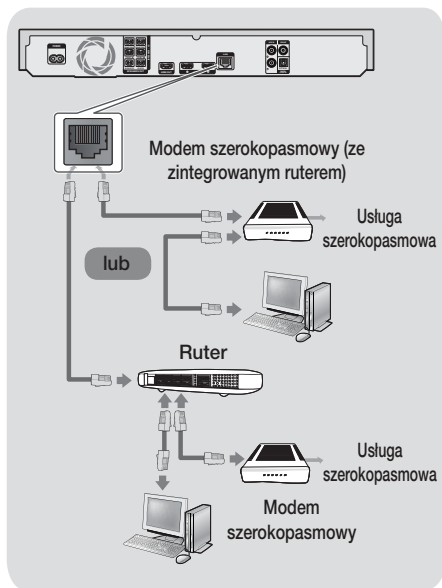 Modem szerokopasmowy (ze
zintegrowanym ruterem)
Usługa
szerokopasmowa
lub
Ruter
Usługa
szerokopasmowa
Modem
szerokopasmowy